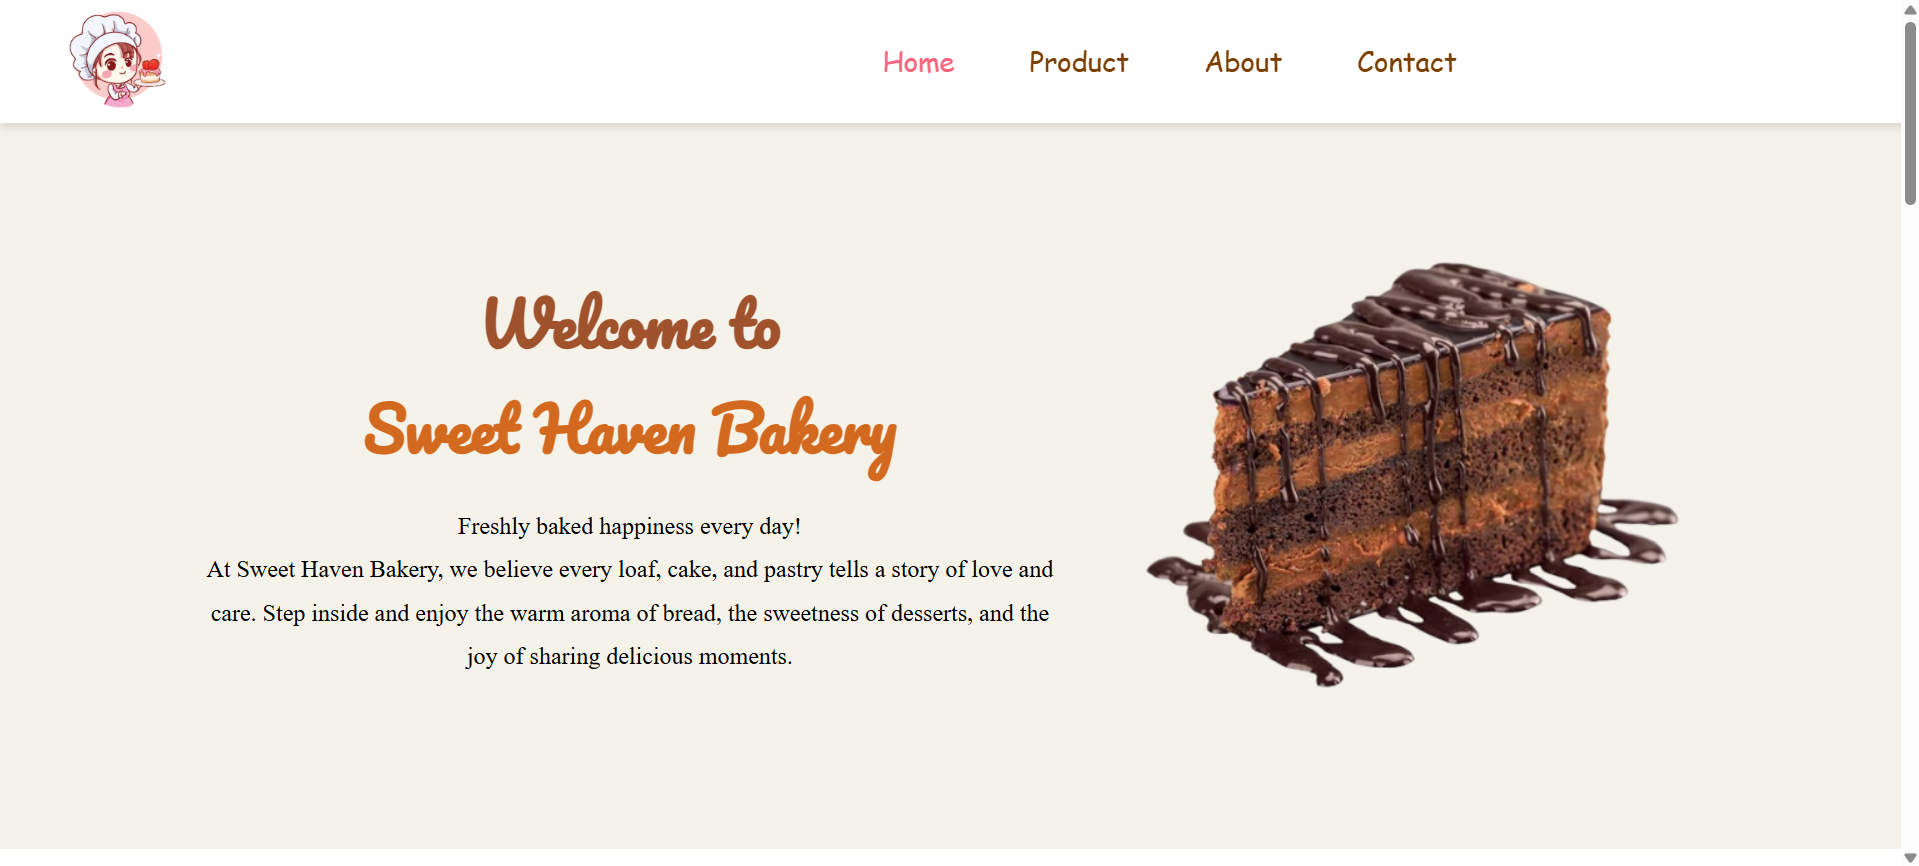 Home Product About Contact
Welcome to
Sweet Haven Bakery
Freshly baked happiness every day!
At Sweet Haven Bakery, we believe every loaf, cake, and pastry tells a story of love and
care. Step inside and enjoy the warm aroma of bread, the sweetness of desserts, and the
joy of sharing delicious moments.